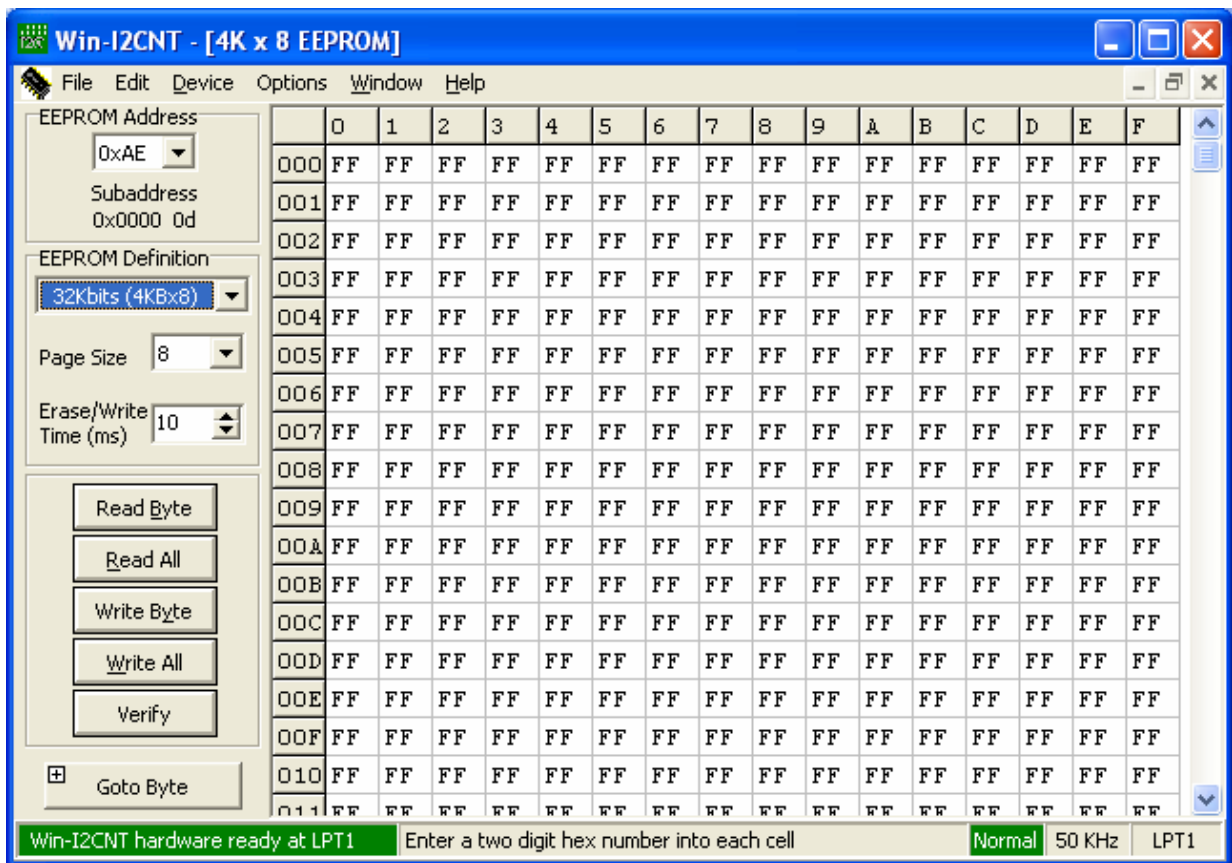 Win-I2CNT - [4K x 8 EEPROM]
File Edit Device Options Window Help
EEPROM Address
0xAE
Subaddress
0x0000 0d
EEPROM Definition
32Kbits (4KBx8)
Page Size 8
Erase/Write
Time (ms) 10
Read Byte
Read All
Write Byte
Write All
Verify
Goto Byte
0 1 2 3 4 5 6 7 8 9 A B C D E F
000 FF FF FF FF FF FF FF FF FF FF FF FF FF FF FF FF
001 FF FF FF FF FF FF FF FF FF FF FF FF FF FF FF FF
002 FF FF FF FF FF FF FF FF FF FF FF FF FF FF FF FF
003 FF FF FF FF FF FF FF FF FF FF FF FF FF FF FF FF
004 FF FF FF FF FF FF FF FF FF FF FF FF FF FF FF FF
005 FF FF FF FF FF FF FF FF FF FF FF FF FF FF FF FF
006 FF FF FF FF FF FF FF FF FF FF FF FF FF FF FF FF
007 FF FF FF FF FF FF FF FF FF FF FF FF FF FF FF FF
008 FF FF FF FF FF FF FF FF FF FF FF FF FF FF FF FF
009 FF FF FF FF FF FF FF FF FF FF FF FF FF FF FF FF
00A FF FF FF FF FF FF FF FF FF FF FF FF FF FF FF FF
00B FF FF FF FF FF FF FF FF FF FF FF FF FF FF FF FF
00C FF FF FF FF FF FF FF FF FF FF FF FF FF FF FF FF
00D FF FF FF FF FF FF FF FF FF FF FF FF FF FF FF FF
00E FF FF FF FF FF FF FF FF FF FF FF FF FF FF FF FF
00F FF FF FF FF FF FF FF FF FF FF FF FF FF FF FF FF
010 FF FF FF FF FF FF FF FF FF FF FF FF FF FF FF FF
011 FF FF FF FF FF FF FF FF FF FF FF FF FF FF FF FF
Win-I2CNT hardware ready at LPT1 Enter a two digit hex number into each cell Normal 50 KHz LPT1